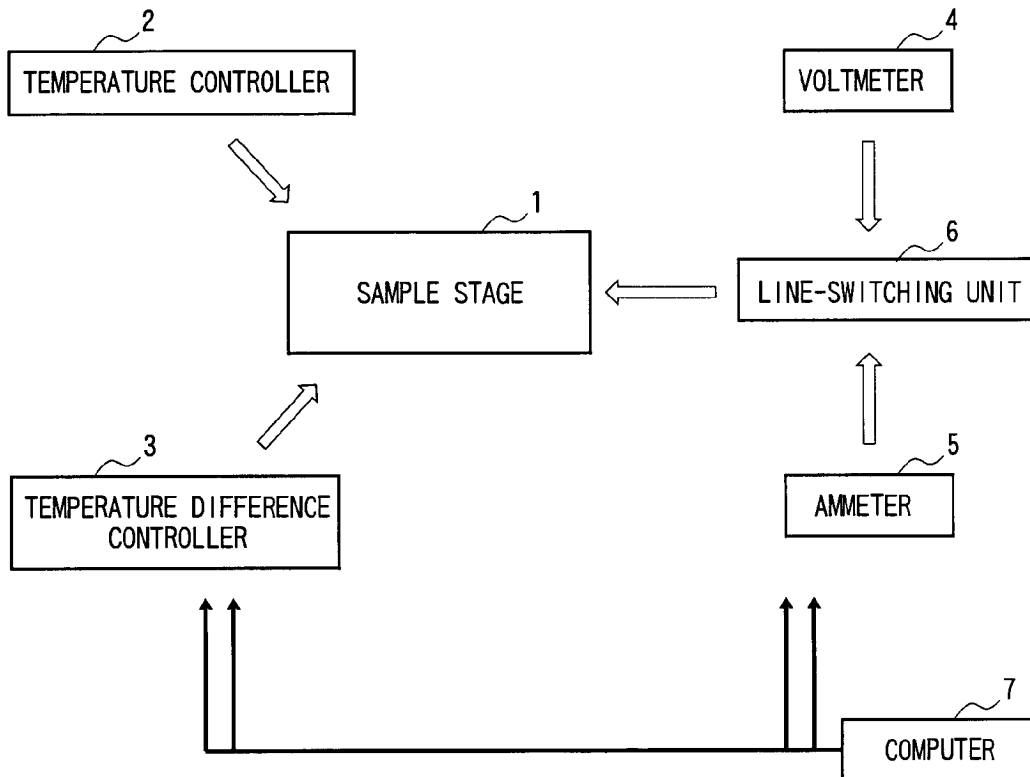 2
TEMPERATURE CONTROLLER
4
VOLTMETER
1
SAMPLE STAGE
6
LINE-SWITCHING UNIT
3
TEMPERATURE DIFFERENCE
CONTROLLER
5
AMMETER
7
COMPUTER